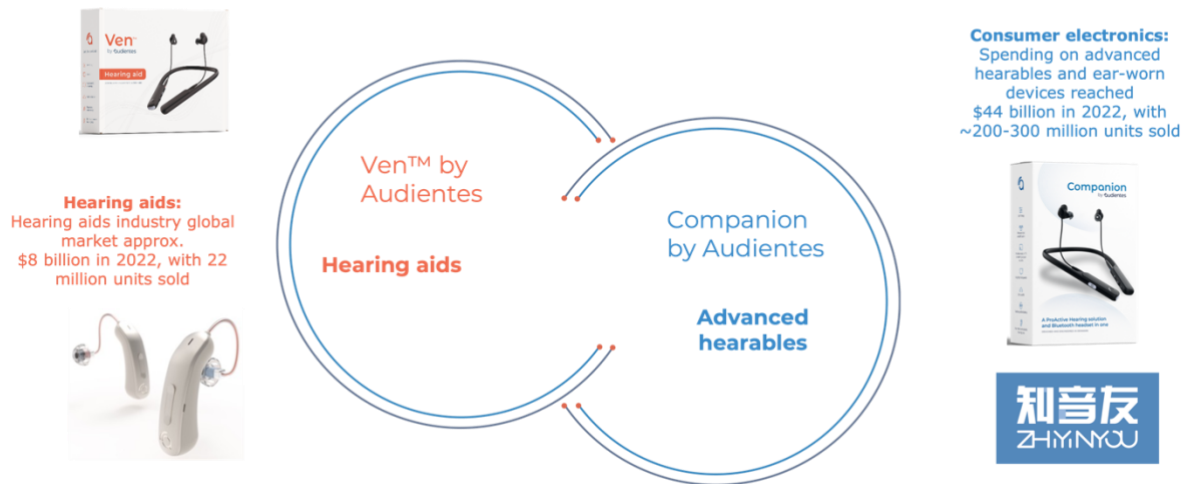 Ven™
by audientes
Hearing aid
Hearing aids:
Hearing aids industry global
market approx.
$8 billion in 2022, with 22
million units sold
Ven™ by
Audientes
Hearing aids
Companion
by Audientes
Advanced
hearables
Consumer electronics:
Spending on advanced
hearables and ear-worn
devices reached
$44 billion in 2022, with
~200-300 million units sold
Companion
by audientes
A ProActive Hearing solution
and Bluetooth headset in one
知音友
ZHIYINYOU